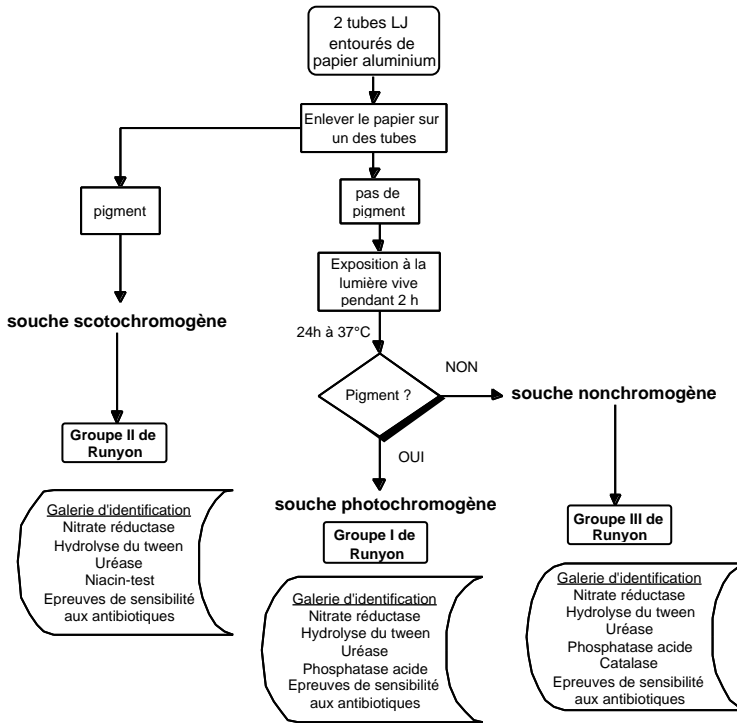 2 tubes LJ
entourés de
papier aluminium
Enlever le papier sur
un des tubes
pigment
pas de
pigment
Exposition à la
lumière vive
pendant 2 h
souche scotochromogène
24h à 37°C
Pigment ?
NON
souche nonchromogène
OUI
Groupe II de
Runyon
souche photochromogène
Groupe I de
Runyon
Groupe III de
Runyon
Galerie d'identification
Nitrate réductase
Hydrolyse du tween
Uréase
Niacin-test
Epreuves de sensibilité
aux antibiotiques
Galerie d'identification
Nitrate réductase
Hydrolyse du tween
Uréase
Phosphatase acide
Epreuves de sensibilité
aux antibiotiques
Galerie d'identification
Nitrate réductase
Hydrolyse du tween
Uréase
Phosphatase acide
Catalase
Epreuves de sensibilité
aux antibiotiques